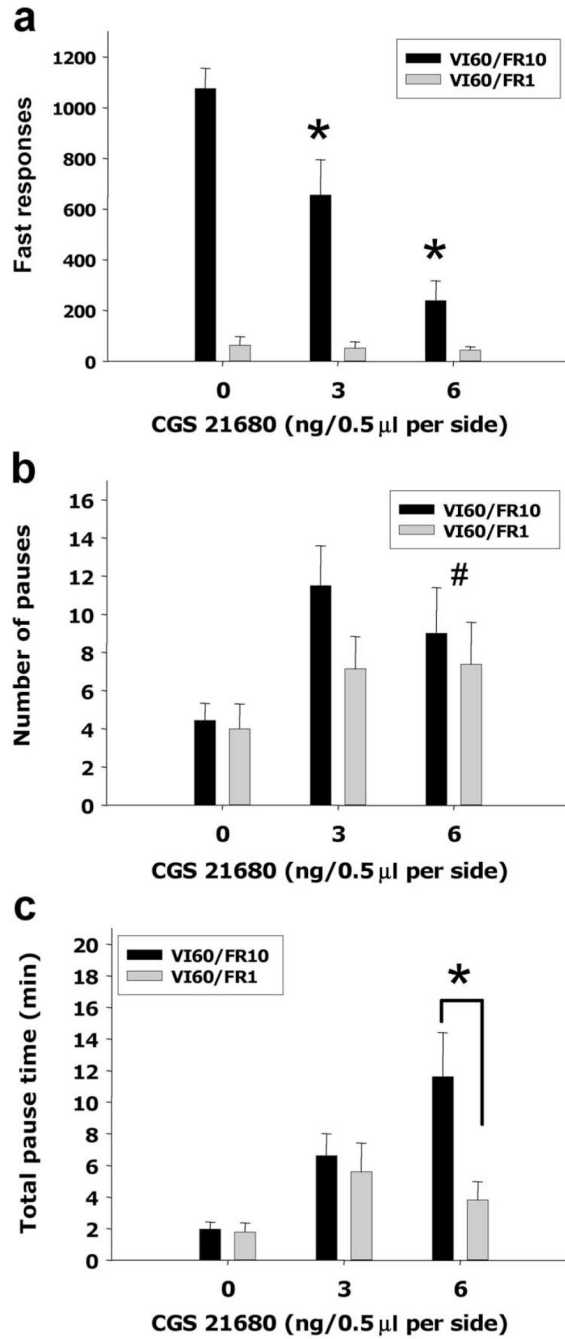 a
Fast responses
1200
1000
800
600
400
200
0
VI60/FR10
VI60/FR1
*
*
0 3 6
CGS 21680 (ng/0.5 μl per side)
b
Number of pauses
16
14
12
10
8
6
4
2
0
VI60/FR10
VI60/FR1
#
0 3 6
CGS 21680 (ng/0.5 μl per side)
c
Total pause time (min)
20
18
16
14
12
10
8
6
4
2
0
VI60/FR10
VI60/FR1
*
0 3 6
CGS 21680 (ng/0.5 μl per side)